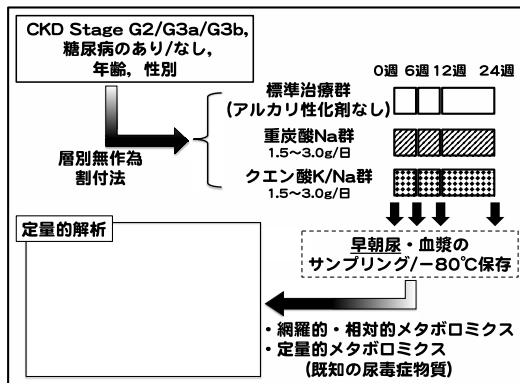 CKD Stage G2/G3a/G3b,
糖尿病のあり/なし,
年齢, 性別
層別無作為
割付法
0週 6週 12週 24週
標準治療群
(アルカリ性化剤なし)
重炭酸Na群
1.5〜3.0g/日
クエン酸K/Na群
1.5〜3.0g/日
早朝尿・血漿の
サンプリング/−80℃保存
定量的解析
・網羅的・相対的メタボロミクス
・定量的メタボロミクス
(既知の尿毒症物質)